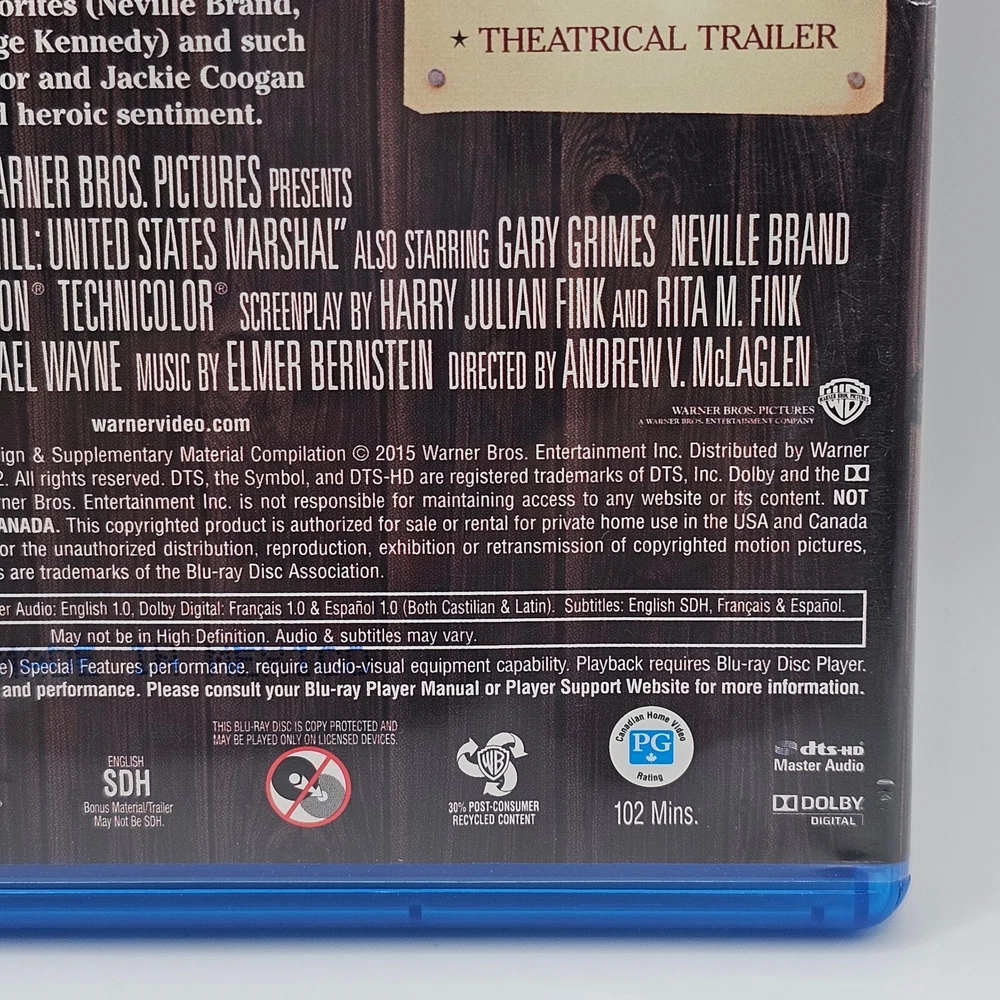 orites (Neville Brand,
ge Kennedy) and such
or and Jackie Coogan
d heroic sentiment.
★ THEATRICAL TRAILER
ARNER BROS. PICTURES PRESENTS
ILL: UNITED STATES MARSHAL" ALSO STARRING GARY GRIMES NEVILLE BRAND
ON® TECHNICOLOR® SCREENPLAY BY HARRY JULIAN FINK AND RITA M. FINK
AEL WAYNE MUSIC BY ELMER BERNSTEIN DIRECTED BY ANDREW V. McLAGLEN
warnervideo.com
WARNER BROS. PICTURES
A WARNER BROS. ENTERTAINMENT COMPANY
WB
ign & Supplementary Material Compilation © 2015 Warner Bros. Entertainment Inc. Distributed by Warner
2. All rights reserved. DTS, the Symbol, and DTS-HD are registered trademarks of DTS, Inc. Dolby and the
rner Bros. Entertainment Inc. is not responsible for maintaining access to any website or its content. NOT
ANADA. This copyrighted product is authorized for sale or rental for private home use in the USA and Canada
or the unauthorized distribution, reproduction, exhibition or retransmission of copyrighted motion pictures,
s are trademarks of the Blu-ray Disc Association.
er Audio: English 1.0, Dolby Digital: Français 1.0 & Español 1.0 (Both Castilian & Latin). Subtitles: English SDH, Français & Español.
May not be in High Definition. Audio & subtitles may vary.
e) Special Features performance, require audio-visual equipment capability. Playback requires Blu-ray Disc Player.
and performance. Please consult your Blu-ray Player Manual or Player Support Website for more information.
THIS BLU-RAY DISC IS COPY PROTECTED AND
MAY BE PLAYED ONLY ON LICENSED DEVICES.
ENGLISH
SDH
Bonus Material/Trailer
May Not Be SDH.
WB
30% POST-CONSUMER
RECYCLED CONTENT
Canadian Home Video
PG
Rating
102 Mins.
dts-HD
Master Audio
DOLBY
DIGITAL